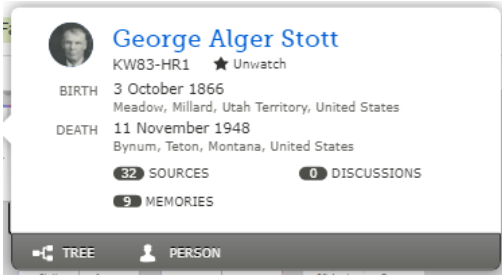 George Alger Stott
KW83-HR1 ★ Unwatch
BIRTH 3 October 1866
Meadow, Millard, Utah Territory, United States
DEATH 11 November 1948
Bynum, Teton, Montana, United States
32 SOURCES 0 DISCUSSIONS
9 MEMORIES
TREE PERSON